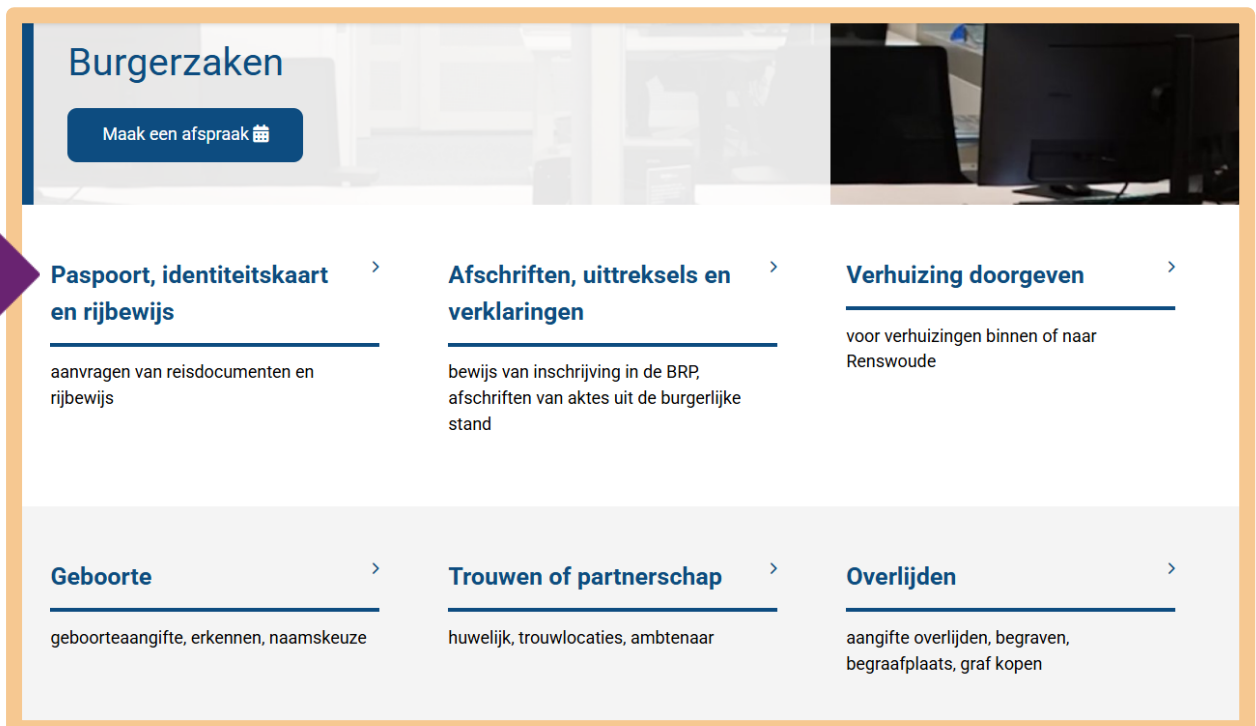 Burgerzaken
Maak een afspraak
Paspoort, identiteitskaart
en rijbewijs
aanvragen van reisdocumenten en
rijbewijs
Afschriften, uittreksels en
verklaringen
bewijs van inschrijving in de BRP,
afschriften van aktes uit de burgerlijke
stand
Verhuizing doorgeven
voor verhuizingen binnen of naar
Renswoude
Geboorte
geboorteaangifte, erkennen, naamskeuze
Trouwen of partnerschap
huwelijk, trouwlocaties, ambtenaar
Overlijden
aangifte overlijden, begraven,
begraafplaats, graf kopen